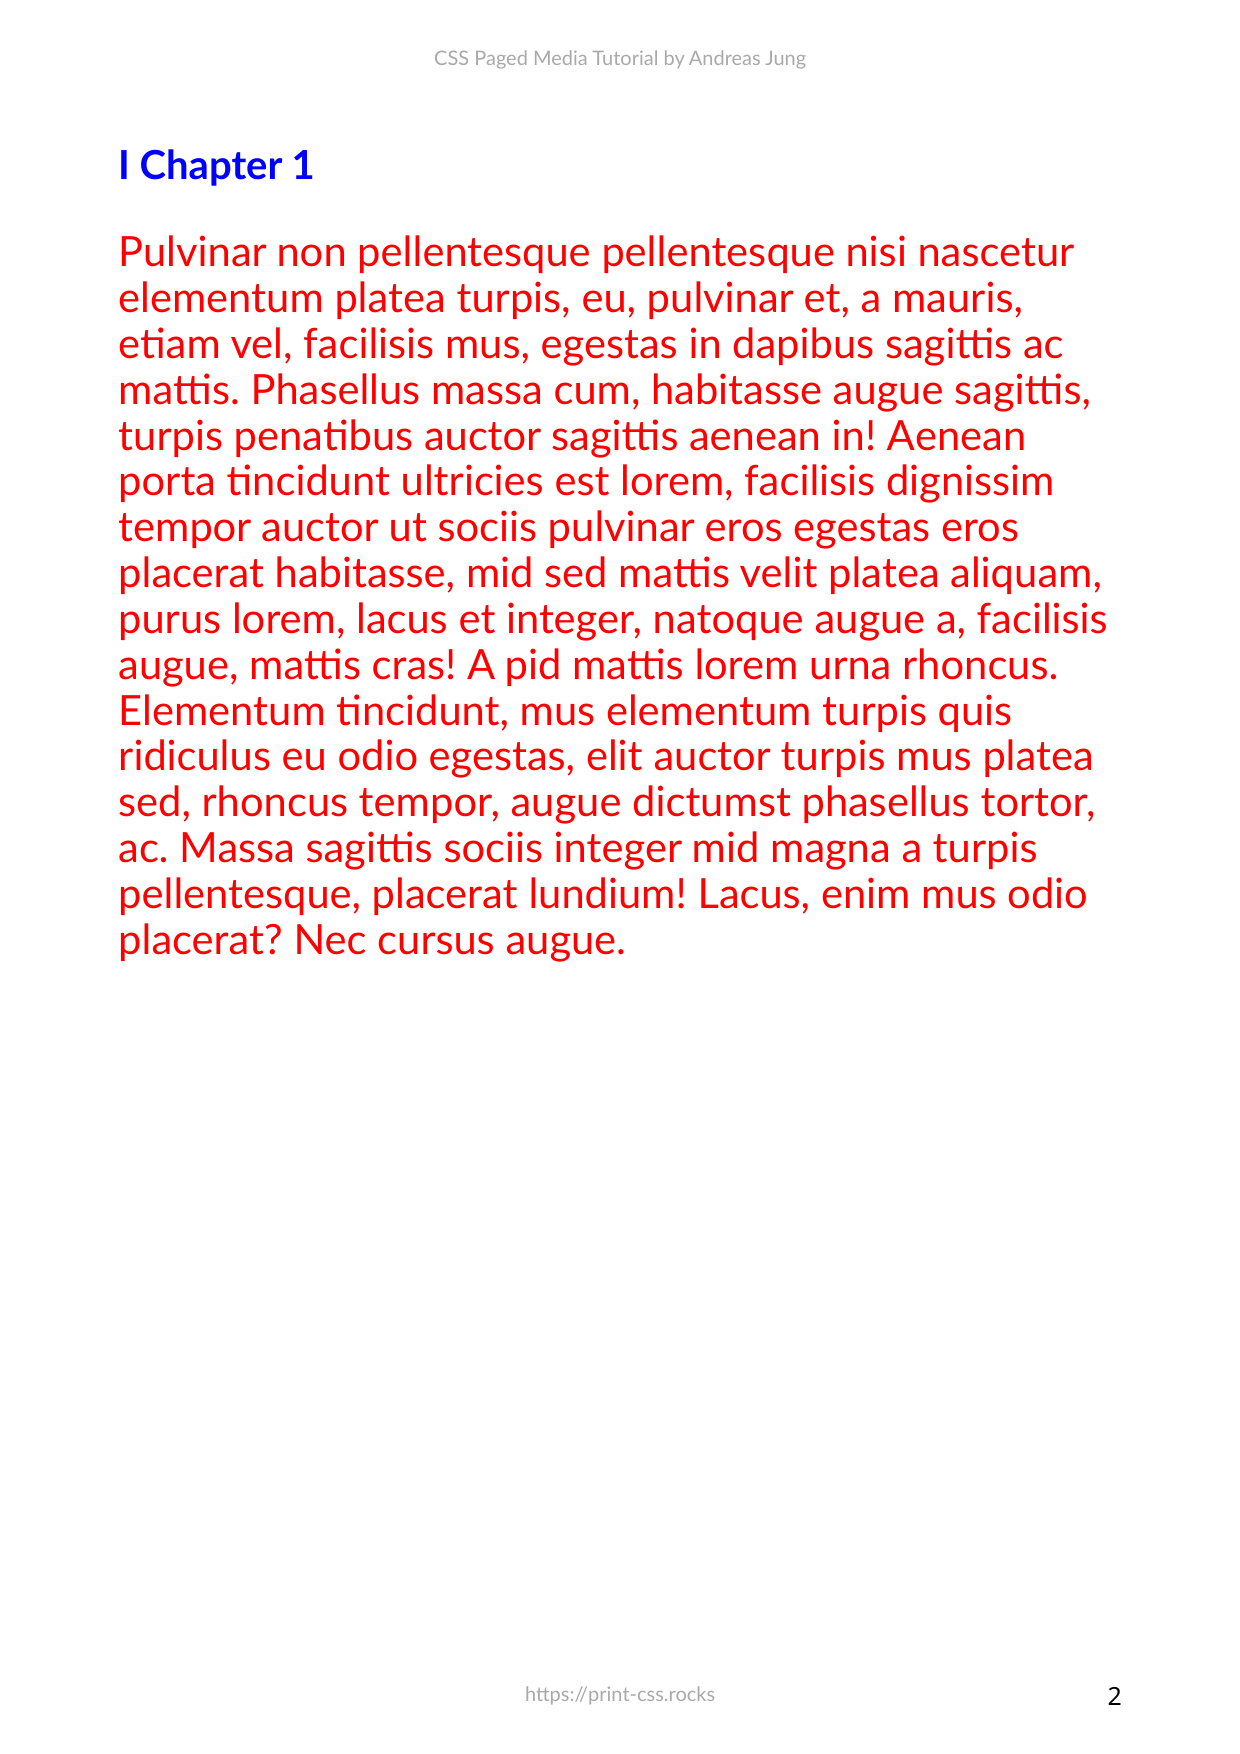 CSS Paged Media Tutorial by Andreas Jung
I Chapter 1
Pulvinar non pellentesque pellentesque nisi nascetur
elementum platea turpis, eu, pulvinar et, a mauris,
etiam vel, facilisis mus, egestas in dapibus sagittis ac
mattis. Phasellus massa cum, habitasse augue sagittis,
turpis penatibus auctor sagittis aenean in! Aenean
porta tincidunt ultricies est lorem, facilisis dignissim
tempor auctor ut sociis pulvinar eros egestas eros
placerat habitasse, mid sed mattis velit platea aliquam,
purus lorem, lacus et integer, natoque augue a, facilisis
augue, mattis cras! A pid mattis lorem urna rhoncus.
Elementum tincidunt, mus elementum turpis quis
ridiculus eu odio egestas, elit auctor turpis mus platea
sed, rhoncus tempor, augue dictumst phasellus tortor,
ac. Massa sagittis sociis integer mid magna a turpis
pellentesque, placerat lundium! Lacus, enim mus odio
placerat? Nec cursus augue.
https://print-css.rocks
2